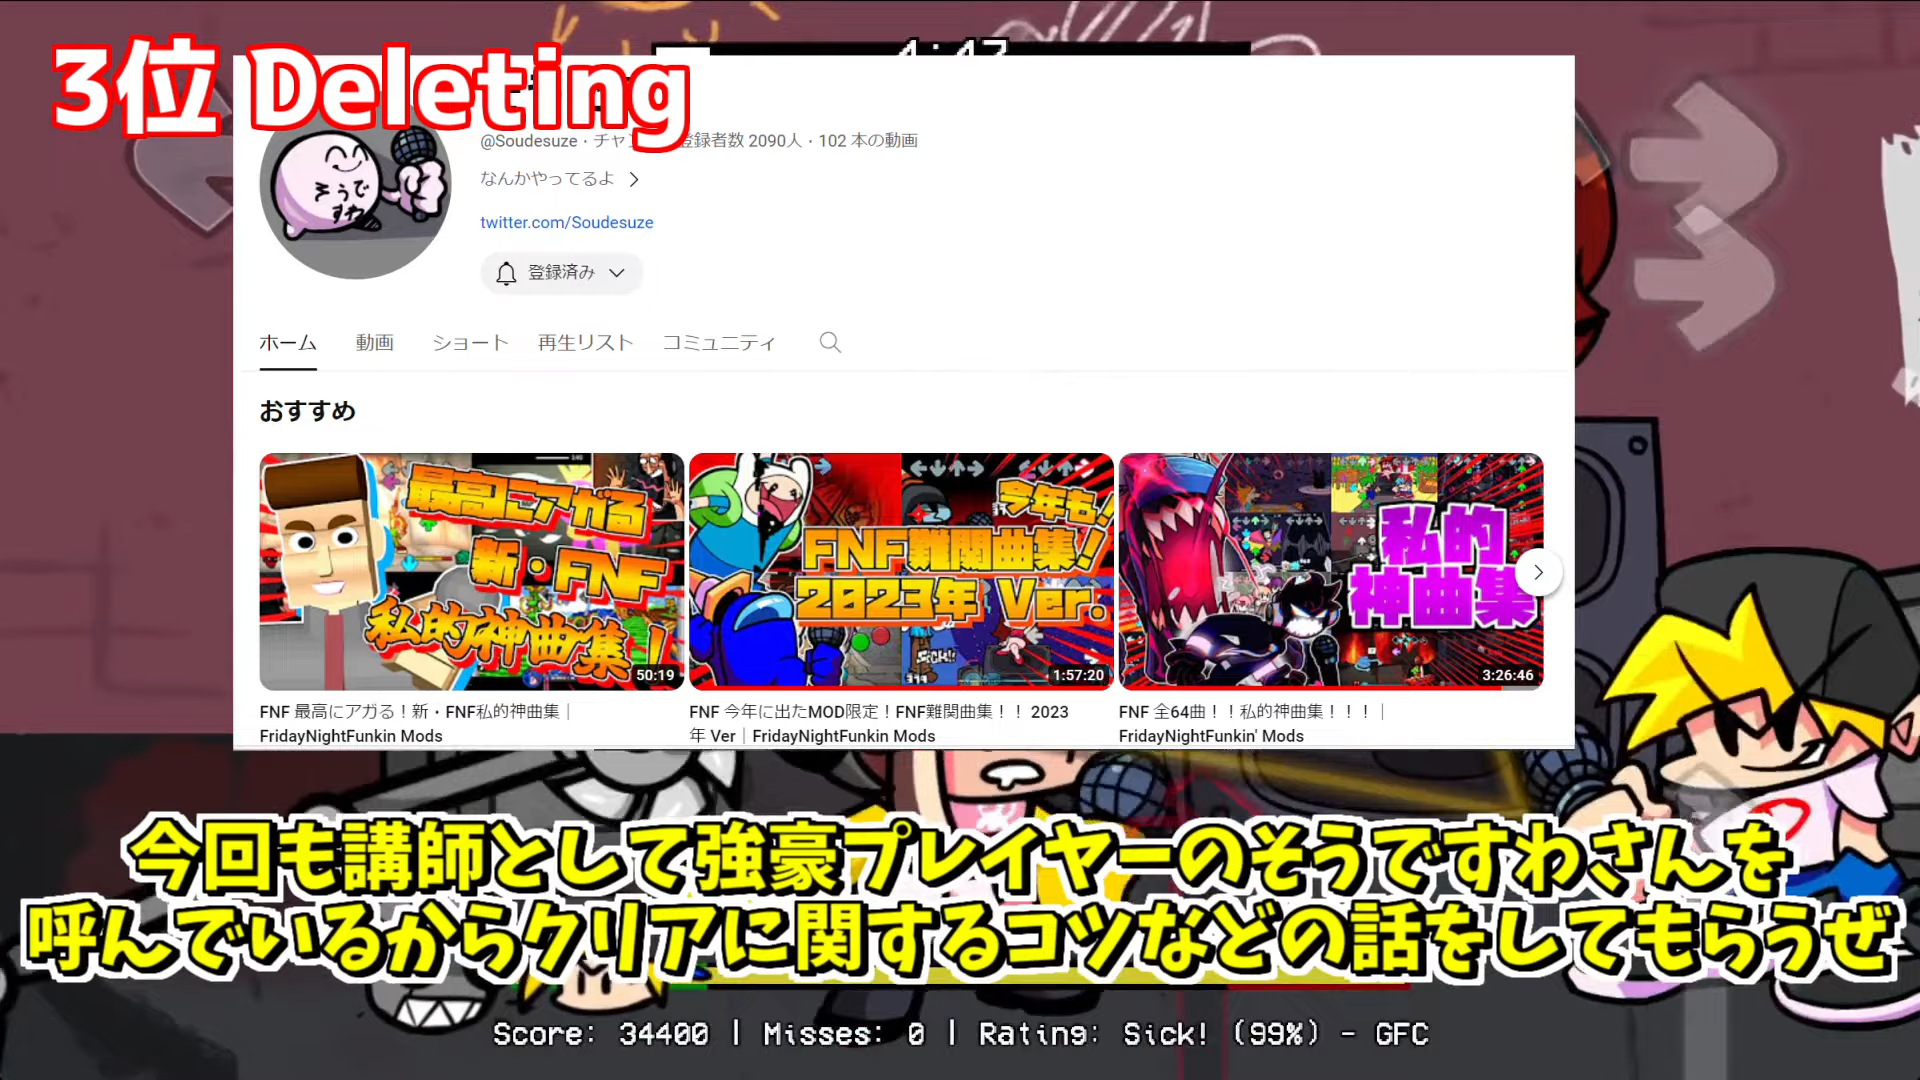 3位 Deleting
4:47
@Soudesuze・チャン 登録者数 2090人・102 本の動画
なんかやってるよ
twitter.com/Soudesuze
登録済み
ホーム 動画 ショート 再生リスト コミュニティ
おすすめ
そうで
すわ
最高にアガる
新・FNF
私的神曲集!
50:19
今年も!
FNF難関曲集!
2023年 Ver.
SICK!!
1:57:20
私的
神曲集
3:26:46
FNF 最高にアガる！新・FNF私的神曲集｜
FridayNightFunkin Mods
FNF 今年に出たMOD限定！FNF難関曲集！！ 2023
年 Ver｜FridayNightFunkin Mods
FNF 全64曲！！私的神曲集！！！｜
FridayNightFunkin' Mods
今回も講師として強豪プレイヤーのそうですわさんを
呼んでいるからクリアに関するコツなどの話をしてもらうぜ
Score: 34400 | Misses: 0 | Rating: Sick! (99%) - GFC